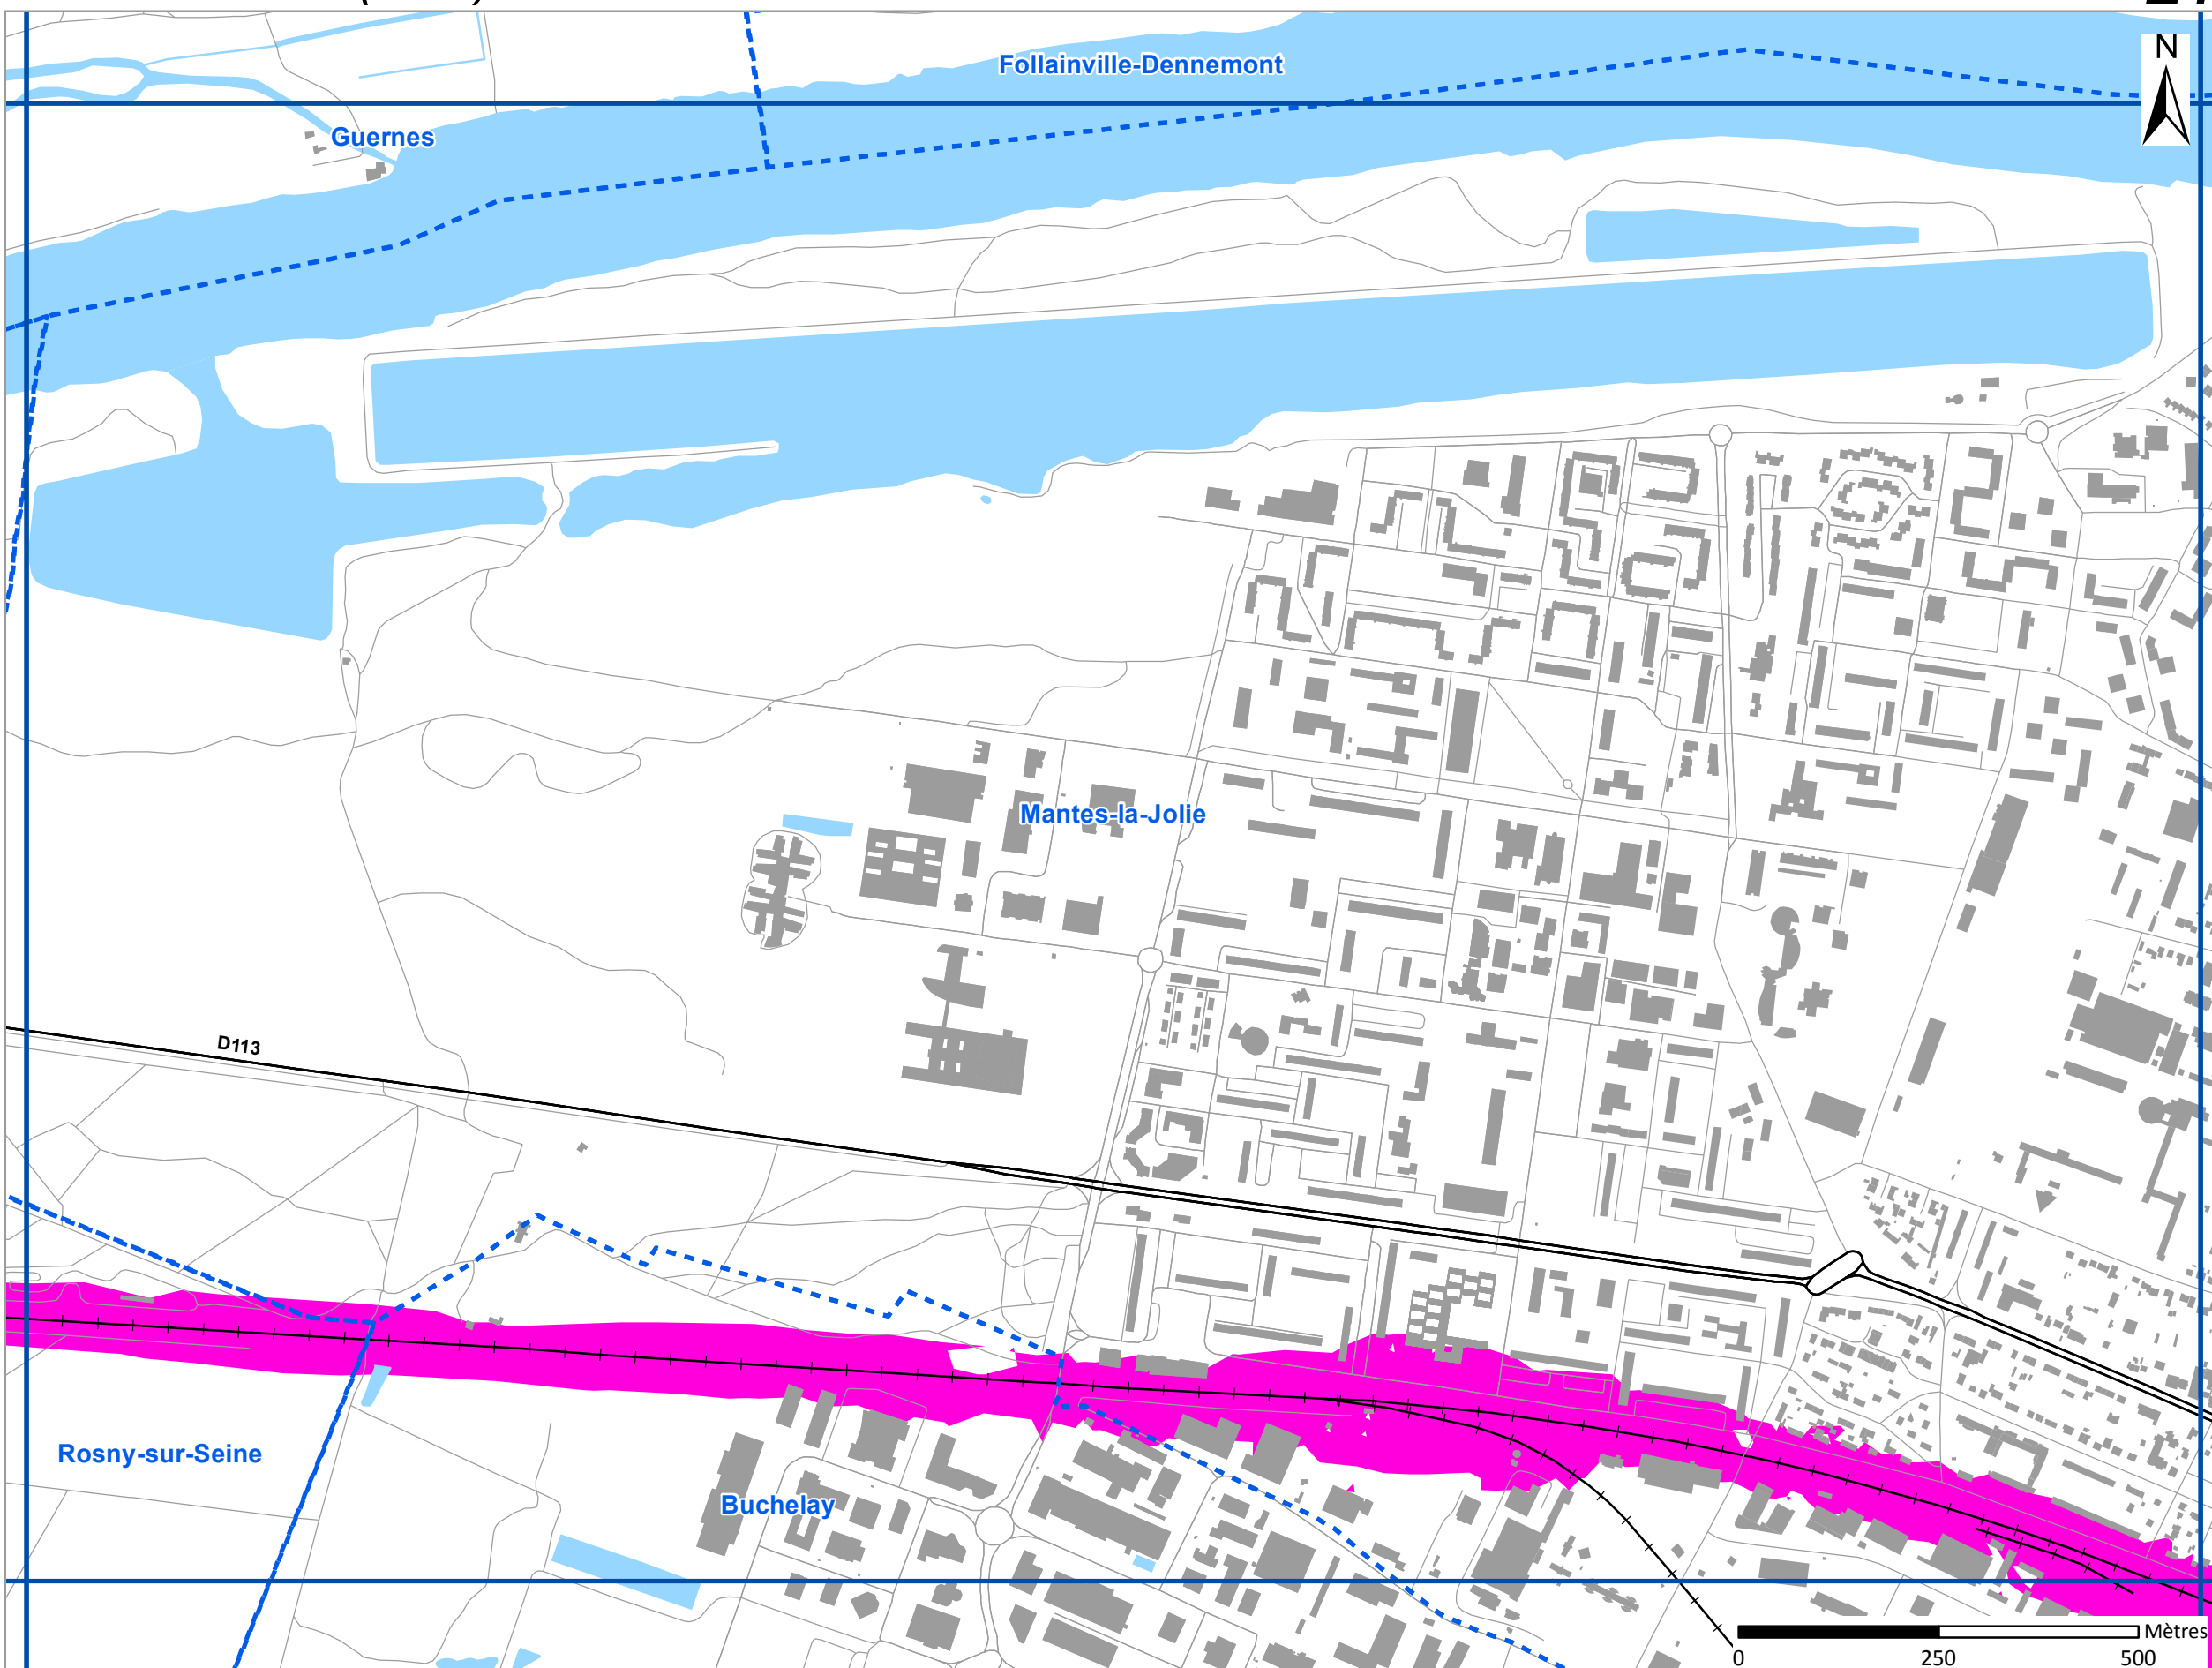 Follainville-Dennemont
N
Guernes
Mantes-la-Jolie
D113
Rosny-sur-Seine
Buchelay
Mètres
0 250 500